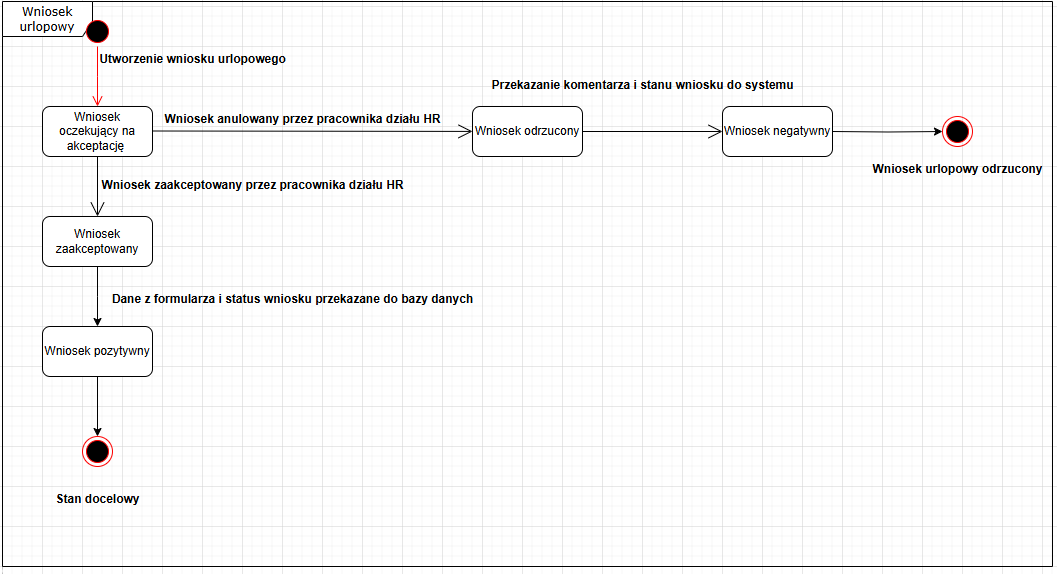 Wniosek
urlopowy
Utworzenie wniosku urlopowego
Przekazanie komentarza i stanu wniosku do systemu
Wniosek
oczekujący na
akceptację
Wniosek anulowany przez pracownika działu HR
Wniosek odrzucony
Wniosek negatywny
Wniosek urlopowy odrzucony
Wniosek zaakceptowany przez pracownika działu HR
Wniosek
zaakceptowany
Dane z formularza i status wniosku przekazane do bazy danych
Wniosek pozytywny
Stan docelowy